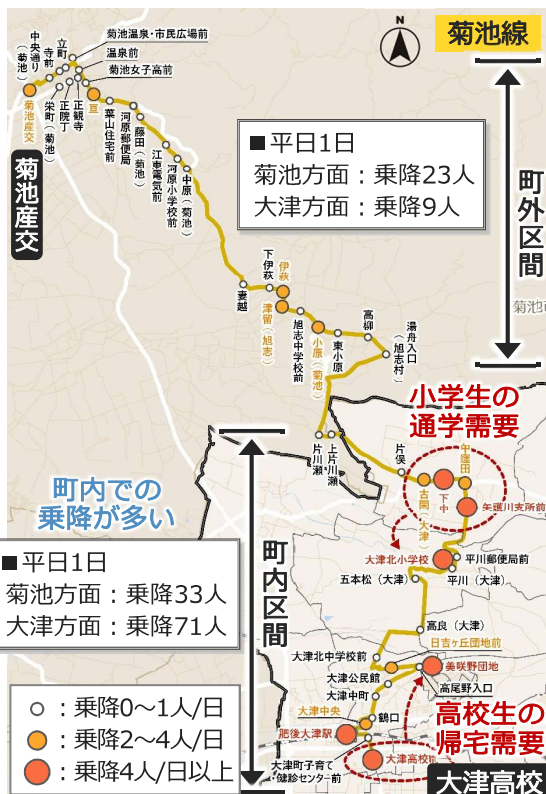 菊池線
N
菊池温泉・市民広場前
温泉前
菊池女子高前
立町
寺前
中央通り（菊池）
菊池産交
栄町（菊池）
正院丁
正観寺
亘
葉山住宅前
河原郵便局
藤田（菊池）
江車電気前
河原小学校前
中原（菊池）
菊池産交
■平日1日
菊池方面：乗降23人
大津方面：乗降9人
町外区間
菊池市
妻越
下伊萩
伊萩
津留（旭志）
旭志中学校前
小原（菊池）
東小原
高柳
湯舟入口（旭志村）
小学生の
通学需要
片川瀬
上片川瀬
片俣
古閑（大津）
下中
午窪田
矢護川支所前
町内での
乗降が多い
町内区間
大津北小学校
平川郵便局前
五本松（大津）
平川（大津）
■平日1日
菊池方面：乗降33人
大津方面：乗降71人
高良（大津）
日吉ヶ丘団地前
大津北中学校前
美咲野団地
大津公民館
高尾野入口
大津中町
大津中央
鶴口
高校生の
帰宅需要
肥後大津駅
大津高校前
大津町子育て
・健診センター前
大津高校
：乗降0～1人/日
：乗降2～4人/日
：乗降4人/日以上